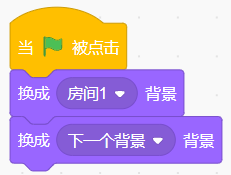 当 被点击
换成 房间1 背景
换成 下一个背景 背景